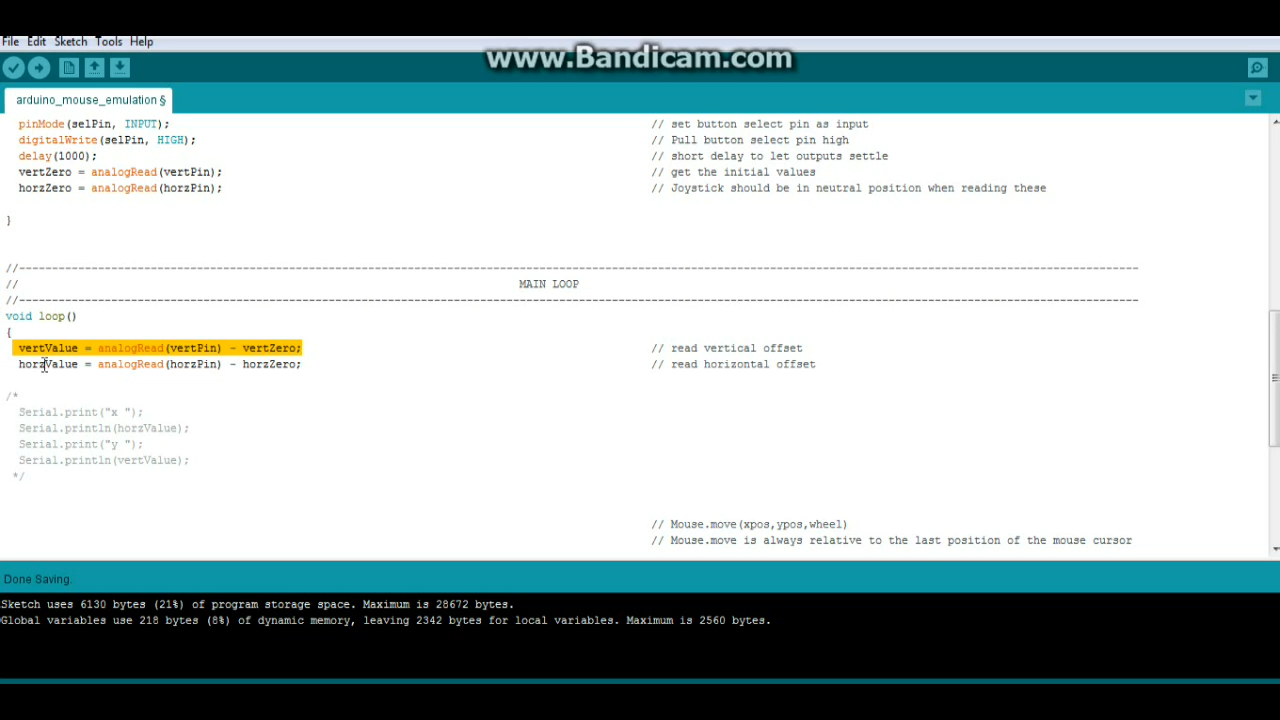 www.Bandicam.com
File Edit Sketch Tools Help
arduino_mouse_emulation §
pinMode(selPin, INPUT); // set button select pin as input
digitalWrite(selPin, HIGH); // Pull button select pin high
delay(1000); // short delay to let outputs settle
vertZero = analogRead(vertPin); // get the initial values
horzZero = analogRead(horzPin); // Joystick should be in neutral position when reading these
}
//-----------------------------------------------------------------------------------------------------------------------------------------------------------------------------
// MAIN LOOP
//-----------------------------------------------------------------------------------------------------------------------------------------------------------------------------
void loop()
{
vertValue = analogRead(vertPin) - vertZero; // read vertical offset
horzValue = analogRead(horzPin) - horzZero; // read horizontal offset
/*
Serial.print("x ");
Serial.println(horzValue);
Serial.print("y ");
Serial.println(vertValue);
*/
// Mouse.move(xpos,ypos,wheel)
// Mouse.move is always relative to the last position of the mouse cursor
Done Saving.
Sketch uses 6130 bytes (21%) of program storage space. Maximum is 28672 bytes.
Global variables use 218 bytes (8%) of dynamic memory, leaving 2342 bytes for local variables. Maximum is 2560 bytes.